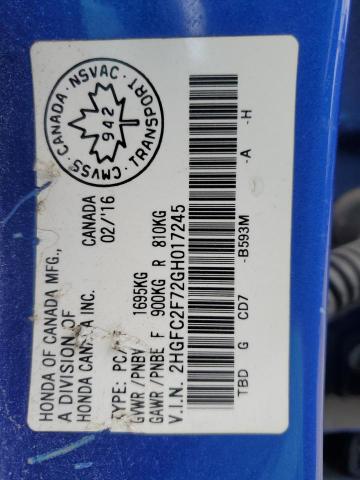 HONDA OF CANADA MFG.,
A DIVISION OF
HONDA CANADA INC.
CANADA
02/'16
TYPE: PC/
GVWR /PNBV 1695KG
GAWR /PNBE F 900KG R 810KG
V.I.N. 2HGFC2F72GH017245
TBD G CD7 -B593M -A -H
CANADA · NSVAC · TRANSPORT · CMVSS ·
942